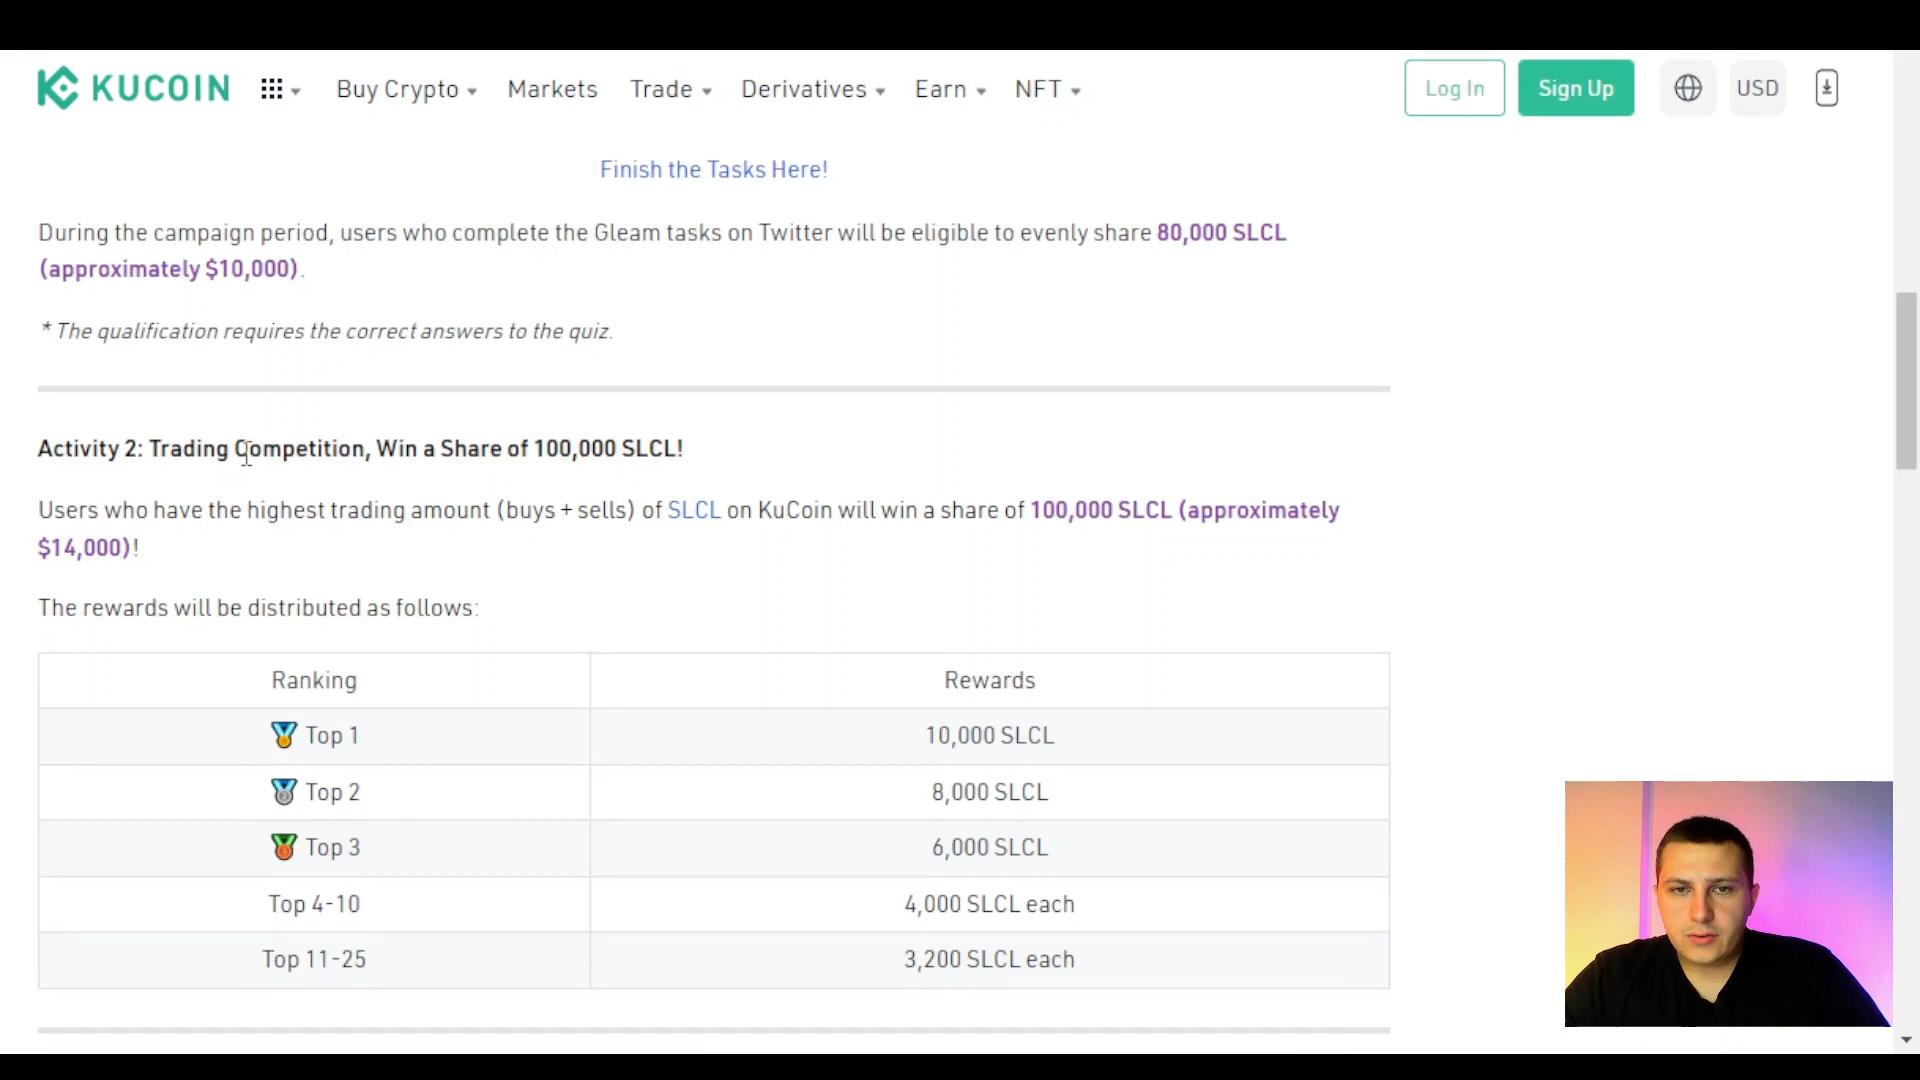 KUCOIN
Buy Crypto
Markets
Trade
Derivatives
Earn
NFT
Log In
Sign Up
USD
Finish the Tasks Here!
During the campaign period, users who complete the Gleam tasks on Twitter will be eligible to evenly share 80,000 SLCL
(approximately $10,000).
* The qualification requires the correct answers to the quiz.
Activity 2: Trading Competition, Win a Share of 100,000 SLCL!
Users who have the highest trading amount (buys + sells) of SLCL on KuCoin will win a share of 100,000 SLCL (approximately
$14,000)!
The rewards will be distributed as follows:
Ranking Rewards
Top 1 10,000 SLCL
Top 2 8,000 SLCL
Top 3 6,000 SLCL
Top 4-10 4,000 SLCL each
Top 11-25 3,200 SLCL each